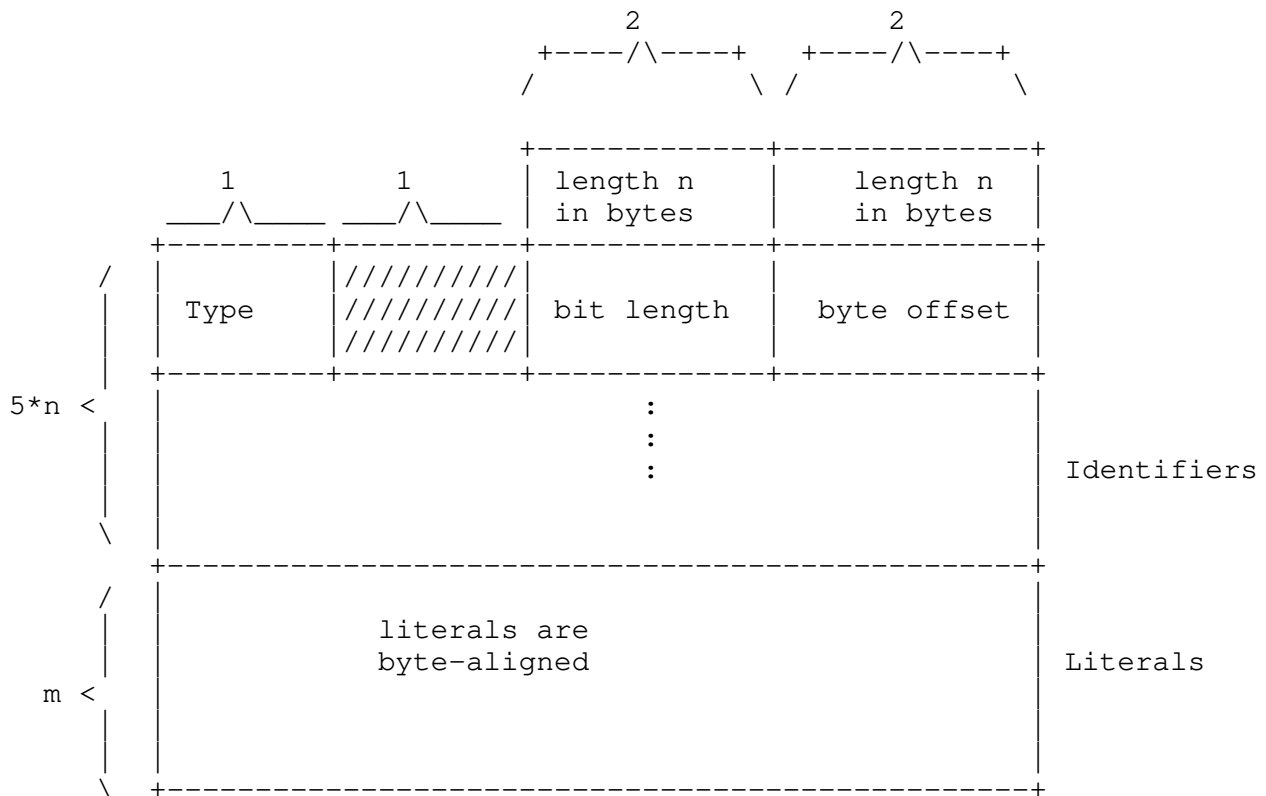 2 2
1 1 length n length n
in bytes in bytes
Type bit length byte offset
5*n < :
:
: Identifiers
literals are
byte-aligned Literals
m <